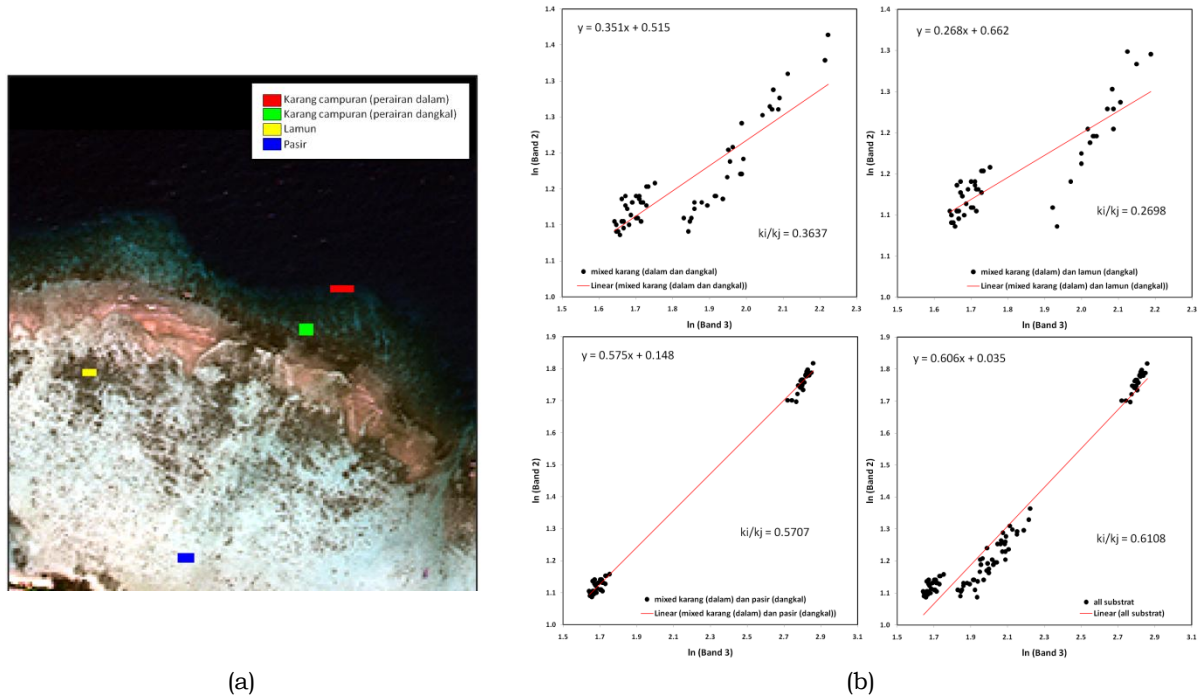 Karang campuran (perairan dalam)
Karang campuran (perairan dangkal)
Lamun
Pasir
(a)
y = 0.351x + 0.515
ln (Band 2)
1.4
1.4
1.3
1.3
1.2
1.2
1.1
1.1
1.0
ki/kj = 0.3637
mixed karang (dalam dan dangkal)
Linear (mixed karang (dalam dan dangkal))
1.5 1.6 1.7 1.8 1.9 2.0 2.1 2.2 2.3
ln (Band 3)
y = 0.268x + 0.662
ln (Band 2)
1.4
1.3
1.3
1.2
1.2
1.1
1.1
1.0
ki/kj = 0.2698
mixed karang (dalam) dan lamun (dangkal)
Linear (mixed karang (dalam) dan lamun (dangkal))
1.5 1.6 1.7 1.8 1.9 2.0 2.1 2.2 2.3
ln (Band 3)
y = 0.575x + 0.148
ln (Band 2)
1.9
1.8
1.7
1.6
1.5
1.4
1.3
1.2
1.1
1.0
ki/kj = 0.5707
mixed karang (dalam) dan pasir (dangkal)
Linear (mixed karang (dalam) dan pasir (dangkal))
1.5 1.7 1.9 2.1 2.3 2.5 2.7 2.9 3.1
ln (Band 3)
y = 0.606x + 0.035
ln (Band 2)
1.9
1.8
1.7
1.6
1.5
1.4
1.3
1.2
1.1
1.0
ki/kj = 0.6108
all substrat
Linear (all substrat)
1.5 1.7 1.9 2.1 2.3 2.5 2.7 2.9 3.1
ln (Band 3)
(b)